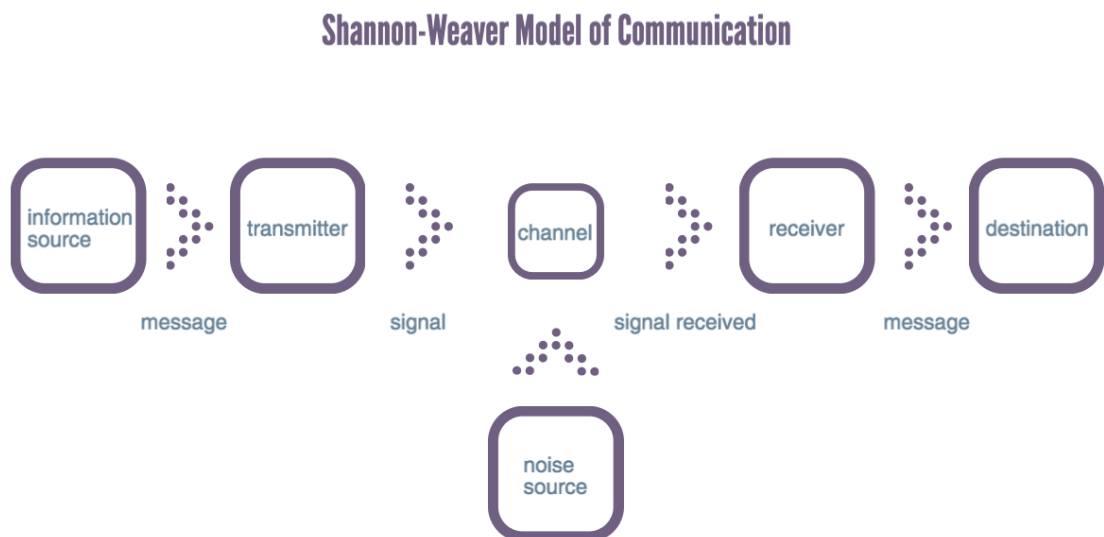 Shannon-Weaver Model of Communication
information
source
transmitter
channel
receiver
destination
message
signal
signal received
message
noise
source